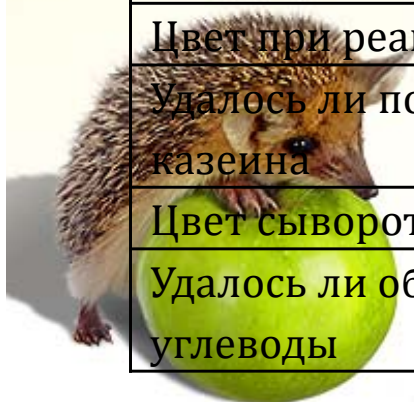 Цвет при реа
Удалось ли по
казеина
Цвет сыворот
Удалось ли об
углеводы